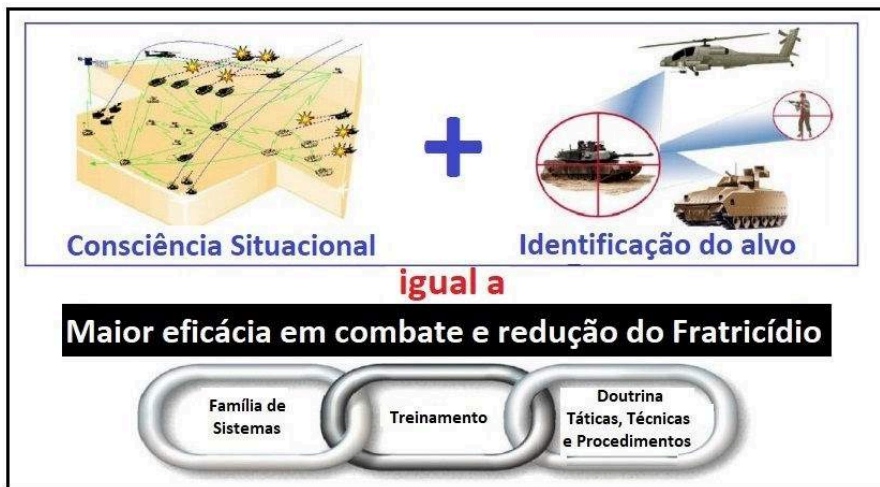 Consciência Situacional
Identificação do alvo
igual a
Maior eficácia em combate e redução do Fratricídio
Família de
Sistemas
Treinamento
Doutrina
Táticas, Técnicas
e Procedimentos